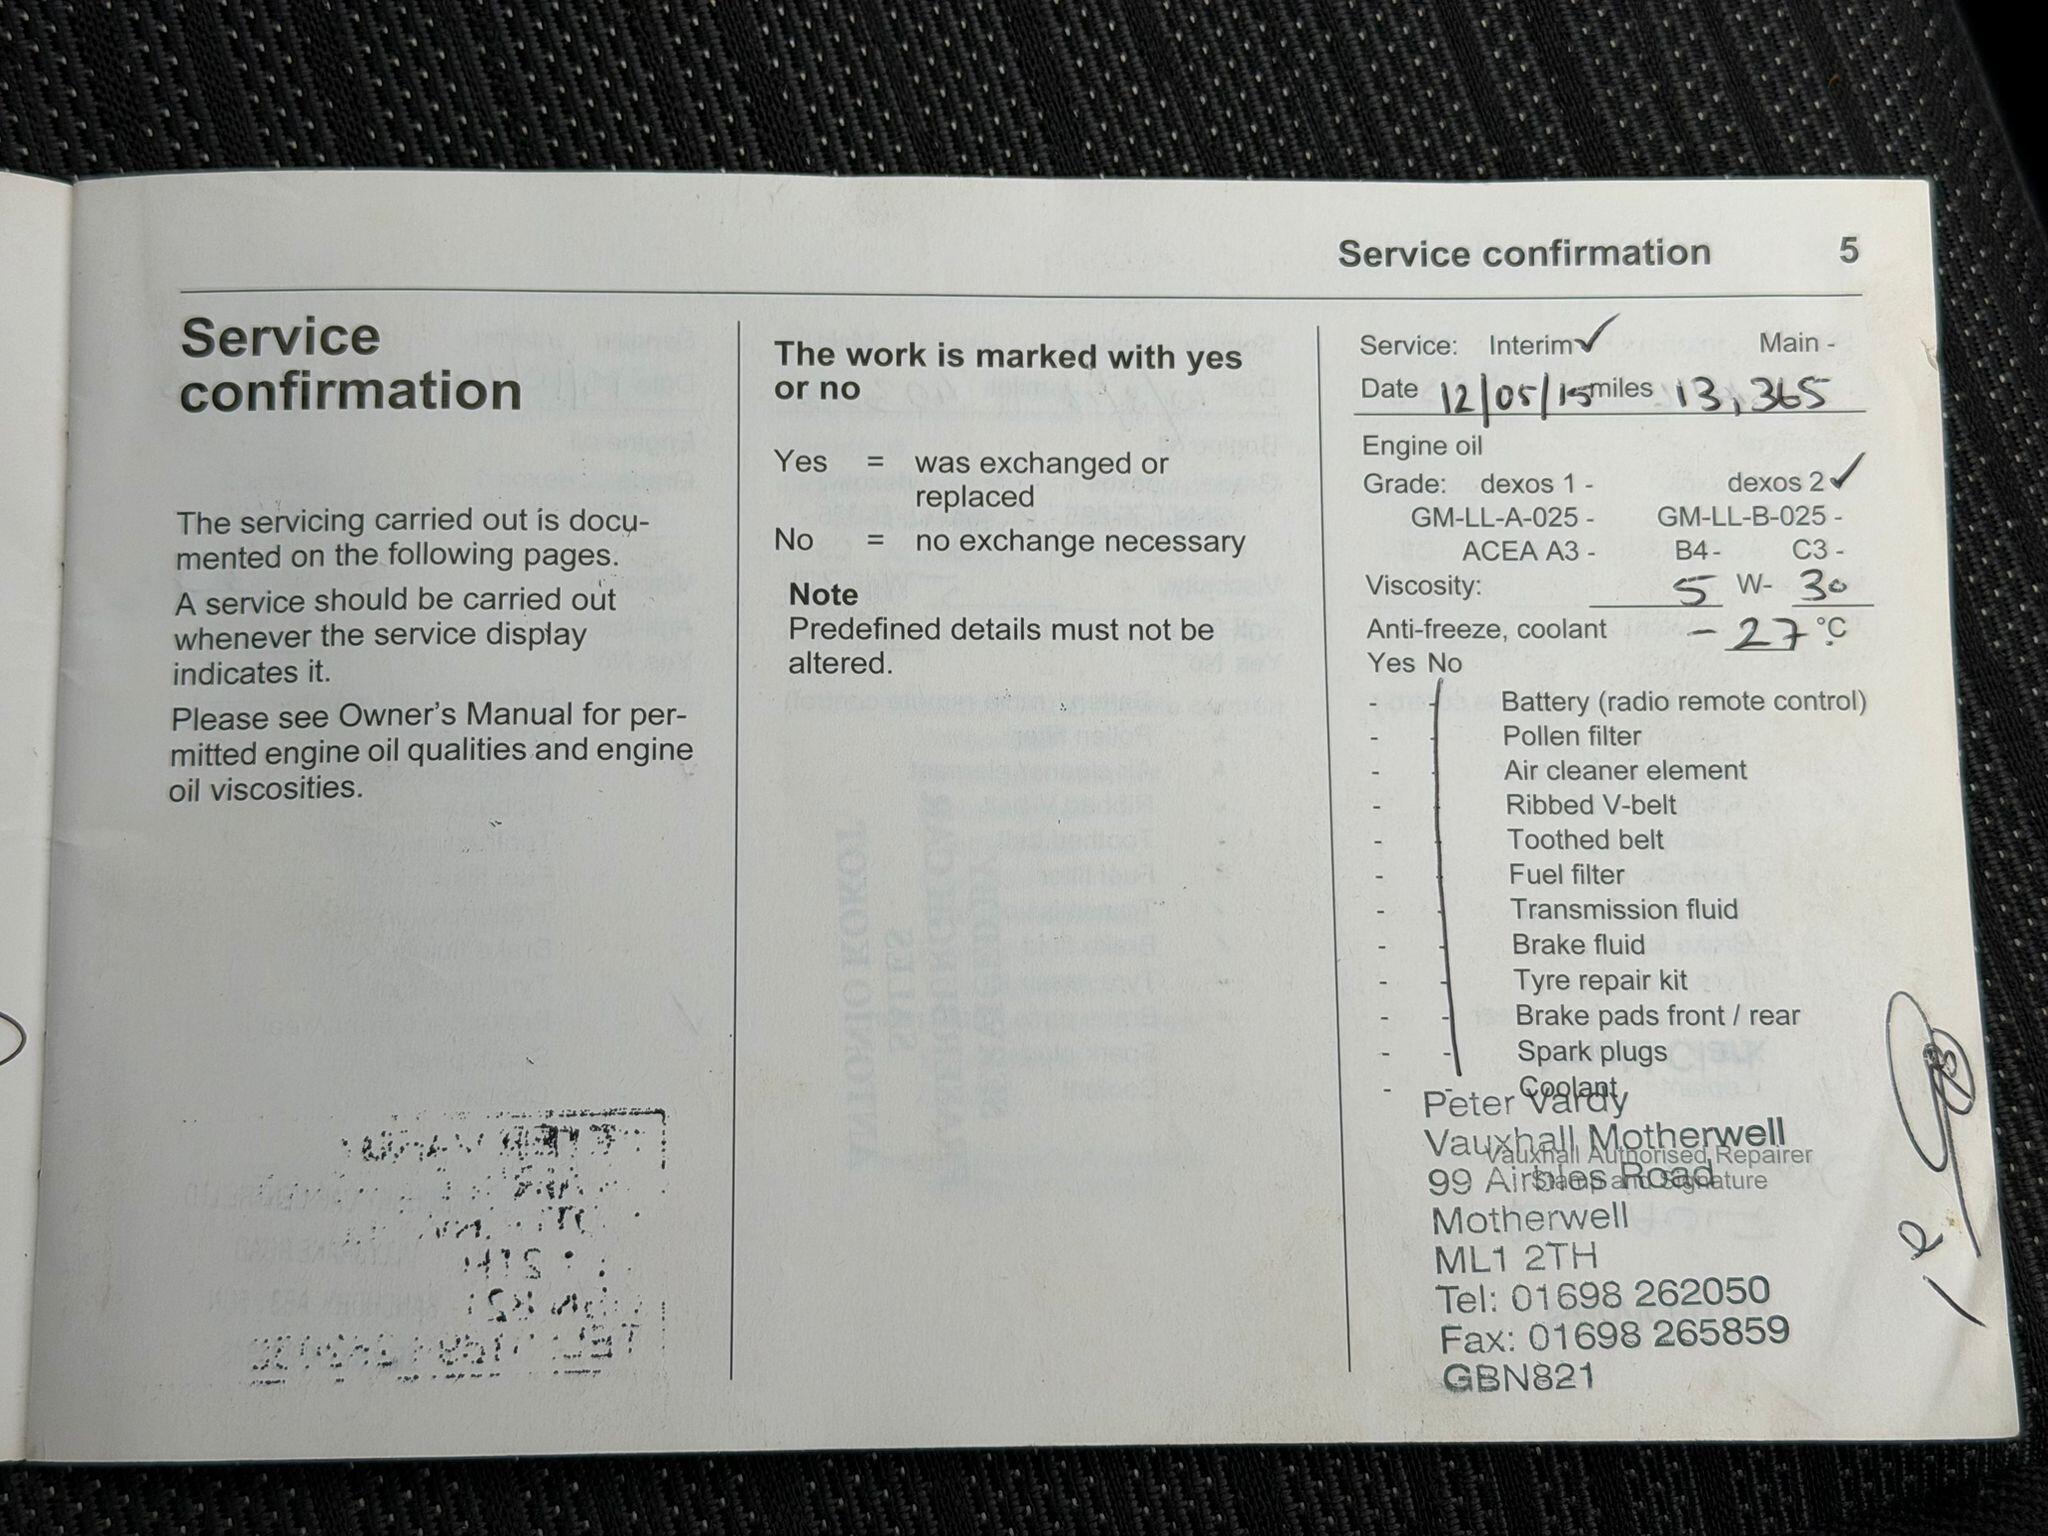 Service confirmation 5
Service
confirmation
The servicing carried out is docu-
mented on the following pages.
A service should be carried out
whenever the service display
indicates it.
Please see Owner's Manual for per-
mitted engine oil qualities and engine
oil viscosities.
The work is marked with yes
or no
Yes = was exchanged or
replaced
No = no exchange necessary
Note
Predefined details must not be
altered.
Service: Interim✓ Main -
Date 12/05/15 miles 13,365
Engine oil
Grade: dexos 1 - dexos 2✓
GM-LL-A-025 - GM-LL-B-025 -
ACEA A3 - B4 - C3 -
Viscosity: 5 W- 30
Anti-freeze, coolant -27 °C
Yes No
- - Battery (radio remote control)
- - Pollen filter
- - Air cleaner element
- - Ribbed V-belt
- - Toothed belt
- - Fuel filter
- - Transmission fluid
- - Brake fluid
- - Tyre repair kit
- - Brake pads front / rear
- - Spark plugs
- - Coolant
Peter Vardy
Vauxhall Motherwell
Vauxhall Authorised Repairer
99 Airbles Road
Stamp and Signature
Motherwell
ML1 2TH
Tel: 01698 262050
Fax: 01698 265859
GBN821